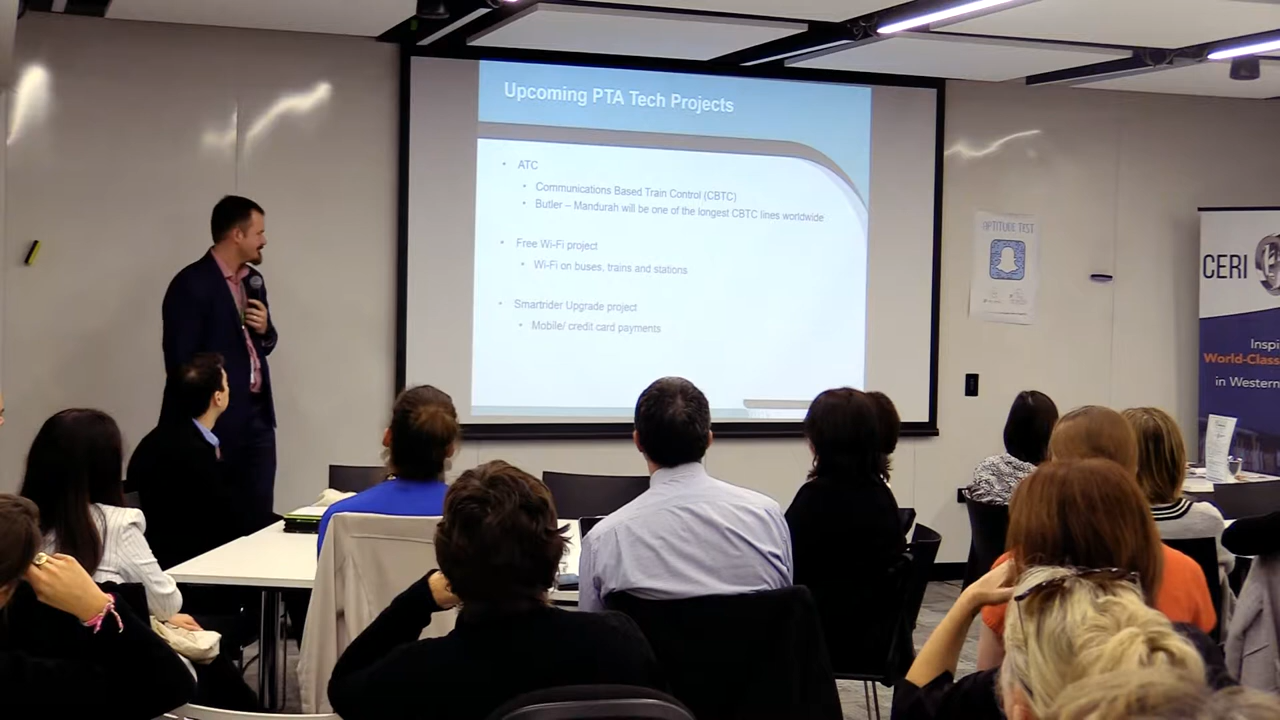 Upcoming PTA Tech Projects
• ATC
• Communications Based Train Control (CBTC)
• Butler – Mandurah will be one of the longest CBTC lines worldwide
• Free Wi-Fi project
• Wi-Fi on buses, trains and stations
• Smartrider Upgrade project
• Mobile/ credit card payments
APTITUDE TEST
CERI
Inspi
World-Class
in Western